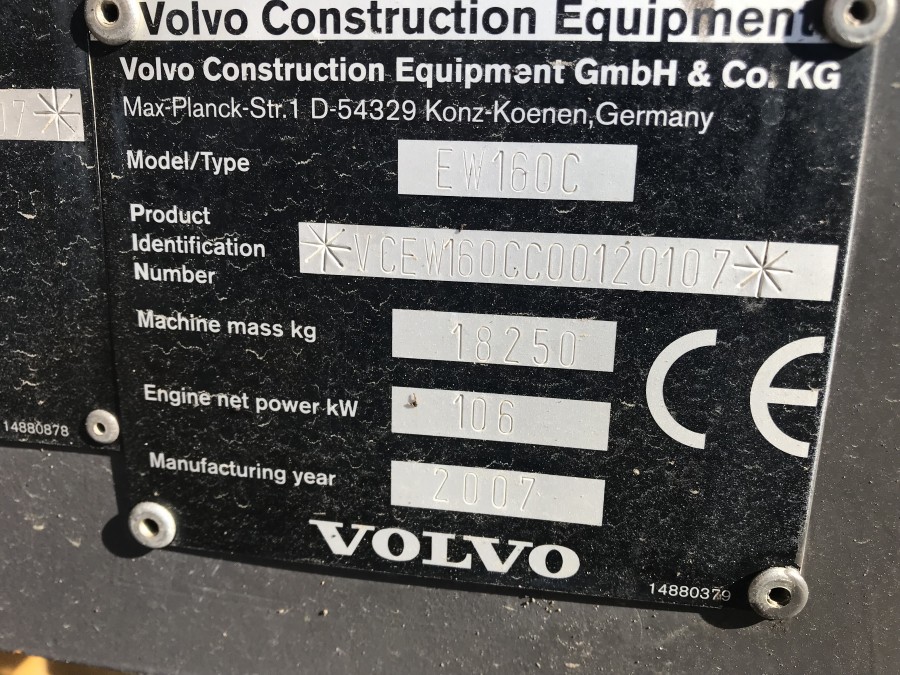 Volvo Construction Equipment
Volvo Construction Equipment GmbH & Co. KG
Max-Planck-Str.1 D-54329 Konz-Koenen,Germany
17*
Model/Type EW160C
Product
Identification
Number
*VCEW160CC00120107*
Machine mass kg 18250
Engine net power kW 106
Manufacturing year 2007
CE
VOLVO
14880878
14880379